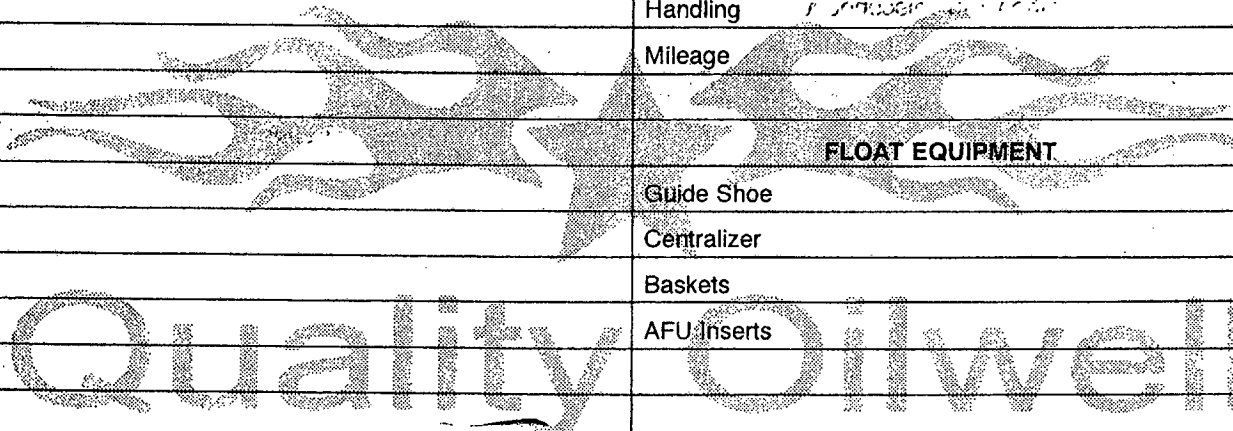 Handling
Mileage
FLOAT EQUIPMENT
Guide Shoe
Centralizer
Baskets
AFU Inserts
Quality Oilwell